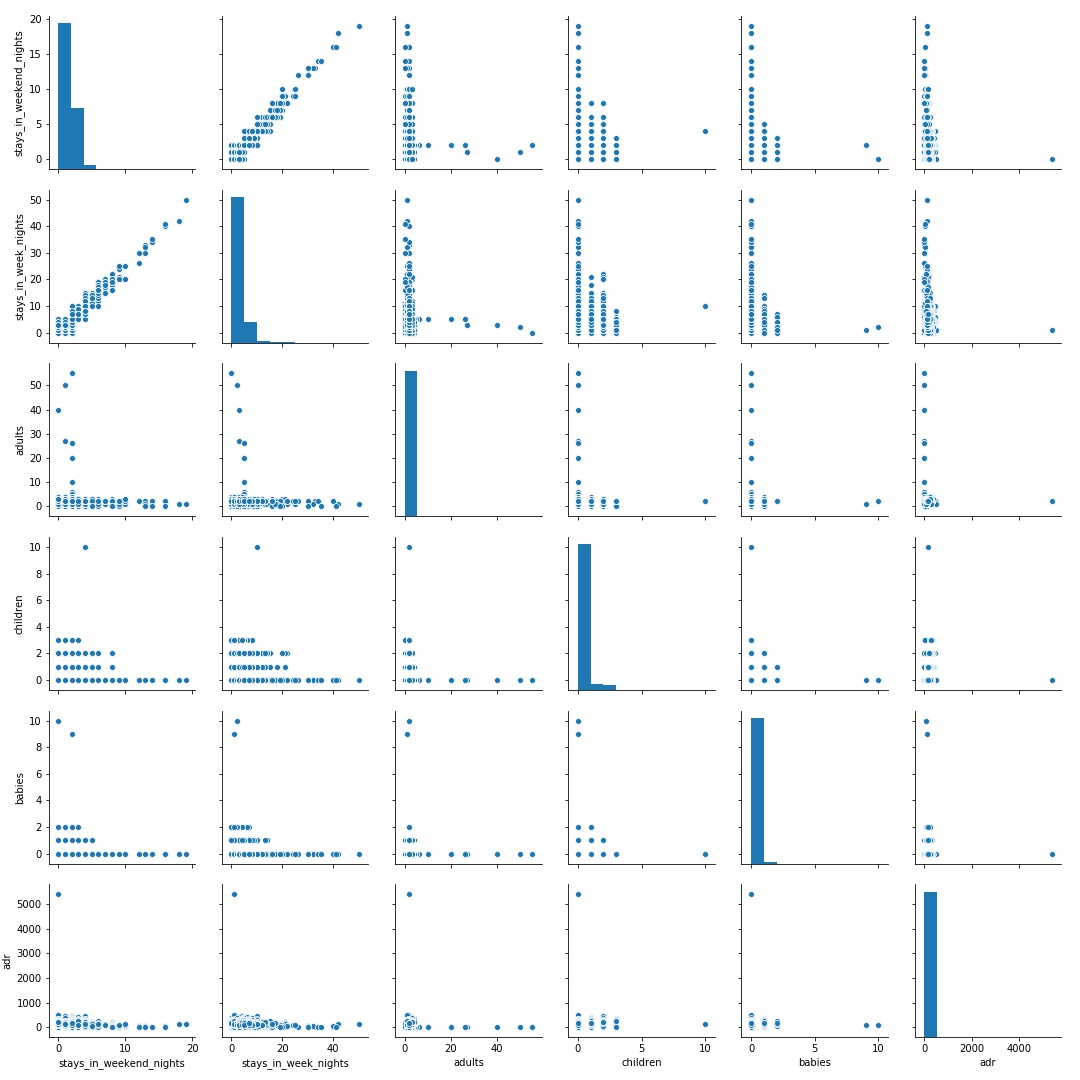 20
15
10
5
0
stays_in_weekend_nights
50
40
30
20
10
0
stays_in_week_nights
50
40
30
20
10
0
adults
10
8
6
4
2
0
children
10
8
6
4
2
0
babies
5000
4000
3000
2000
1000
0
adr
0 10 20
stays_in_weekend_nights
0 20 40
stays_in_week_nights
0 20 40
adults
0 5 10
children
0 5 10
babies
0 2000 4000
adr